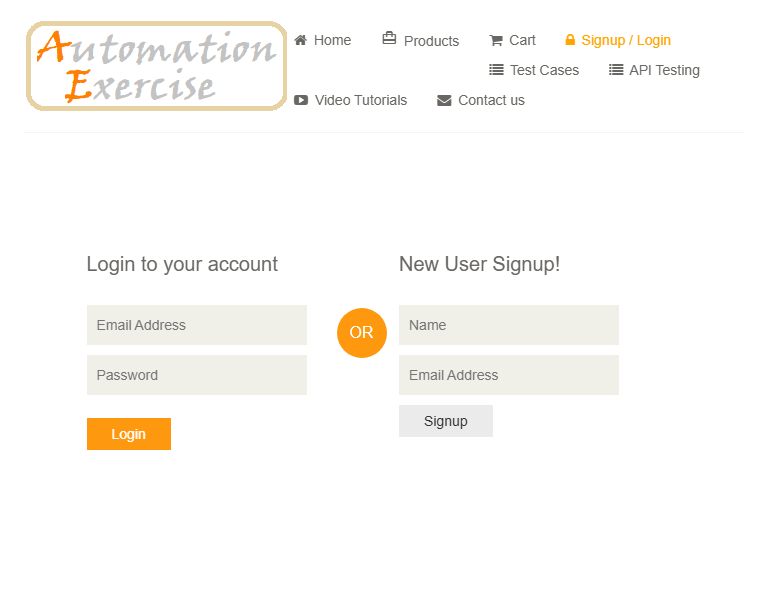 Automation
Exercise
Home Products Cart Signup / Login
Test Cases API Testing
Video Tutorials Contact us
Login to your account
Email Address
Password
Login
OR
New User Signup!
Name
Email Address
Signup